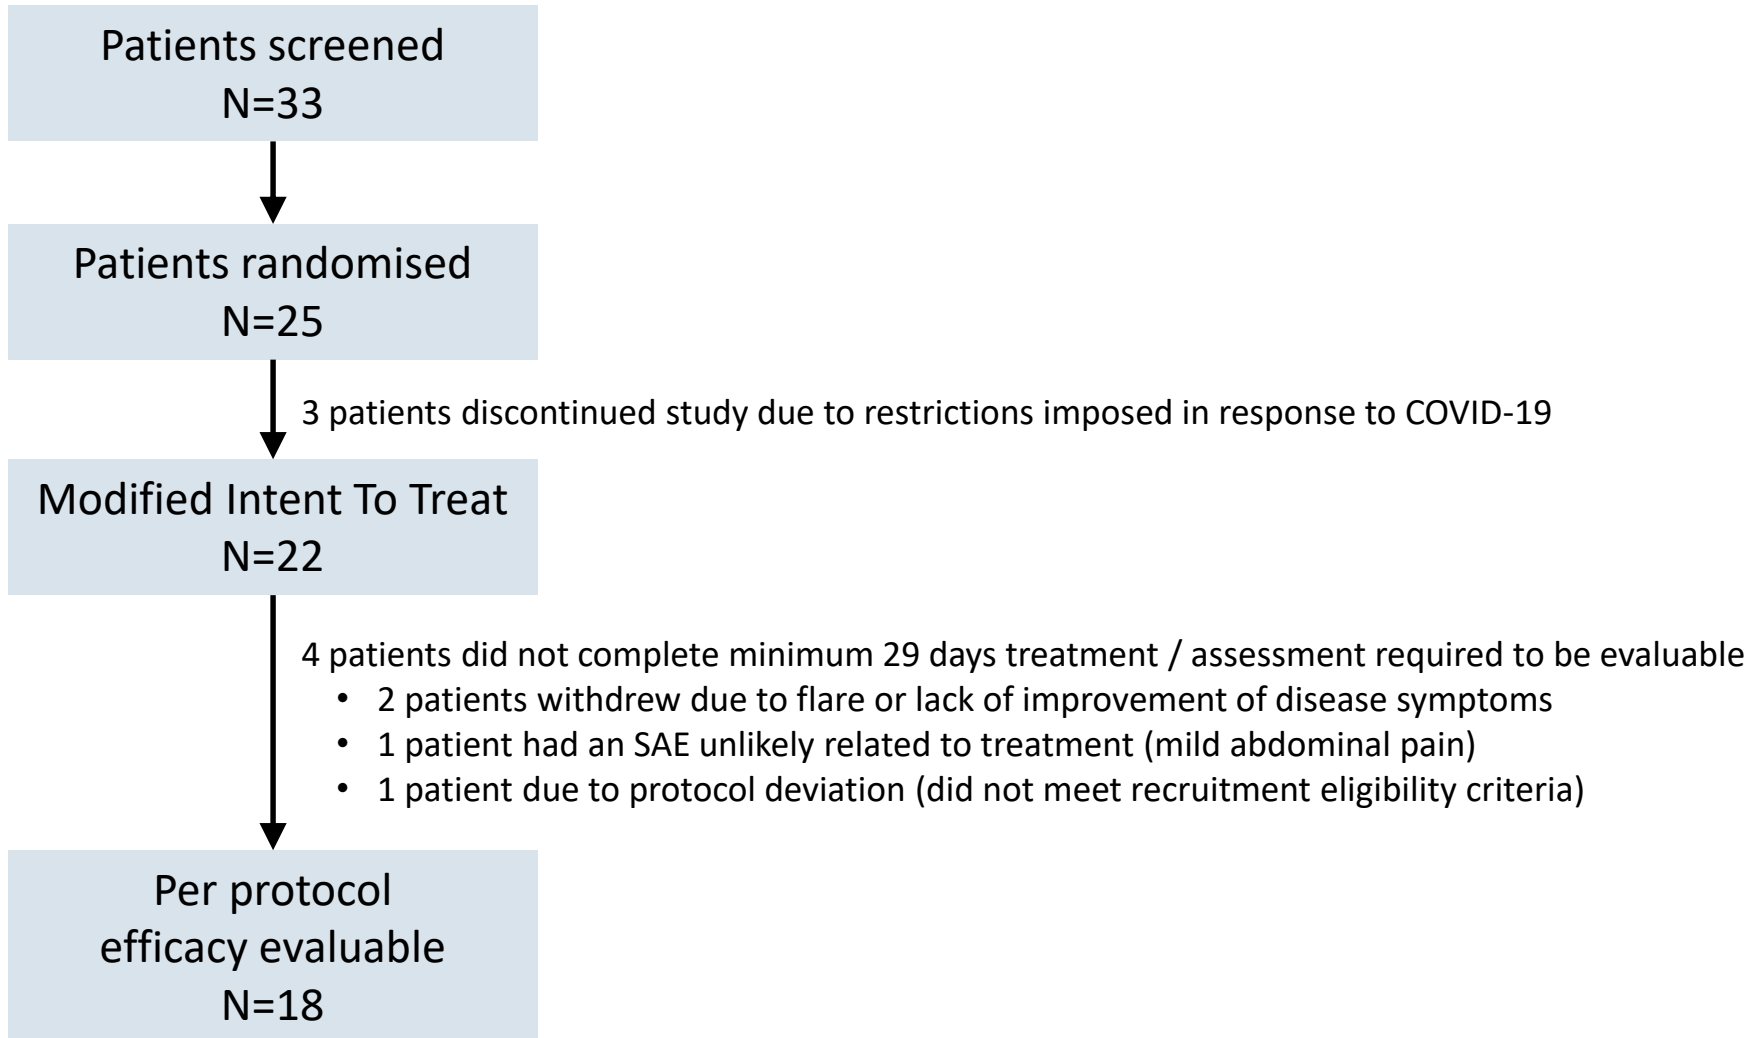 Patients screened
N=33
Patients randomised
N=25
3 patients discontinued study due to restrictions imposed in response to COVID-19
Modified Intent To Treat
N=22
4 patients did not complete minimum 29 days treatment / assessment required to be evaluable
• 2 patients withdrew due to flare or lack of improvement of disease symptoms
• 1 patient had an SAE unlikely related to treatment (mild abdominal pain)
• 1 patient due to protocol deviation (did not meet recruitment eligibility criteria)
Per protocol
efficacy evaluable
N=18